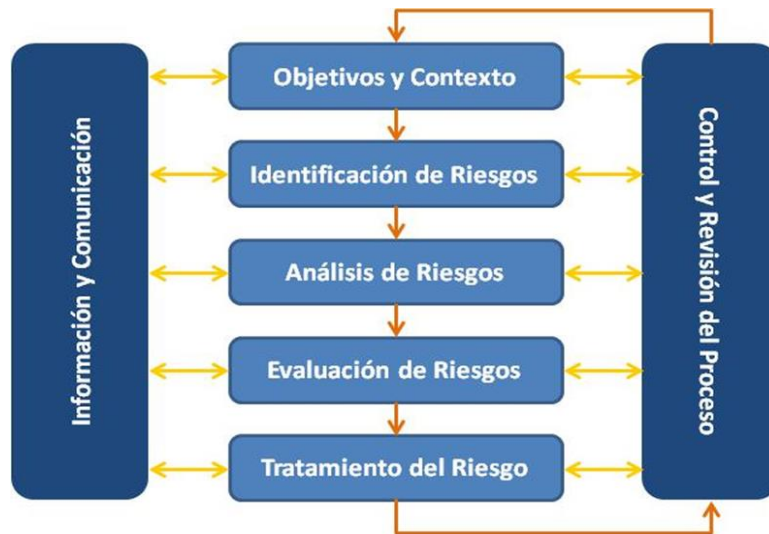 Información y Comunicación
Objetivos y Contexto
Identificación de Riesgos
Análisis de Riesgos
Evaluación de Riesgos
Tratamiento del Riesgo
Control y Revisión del Proceso